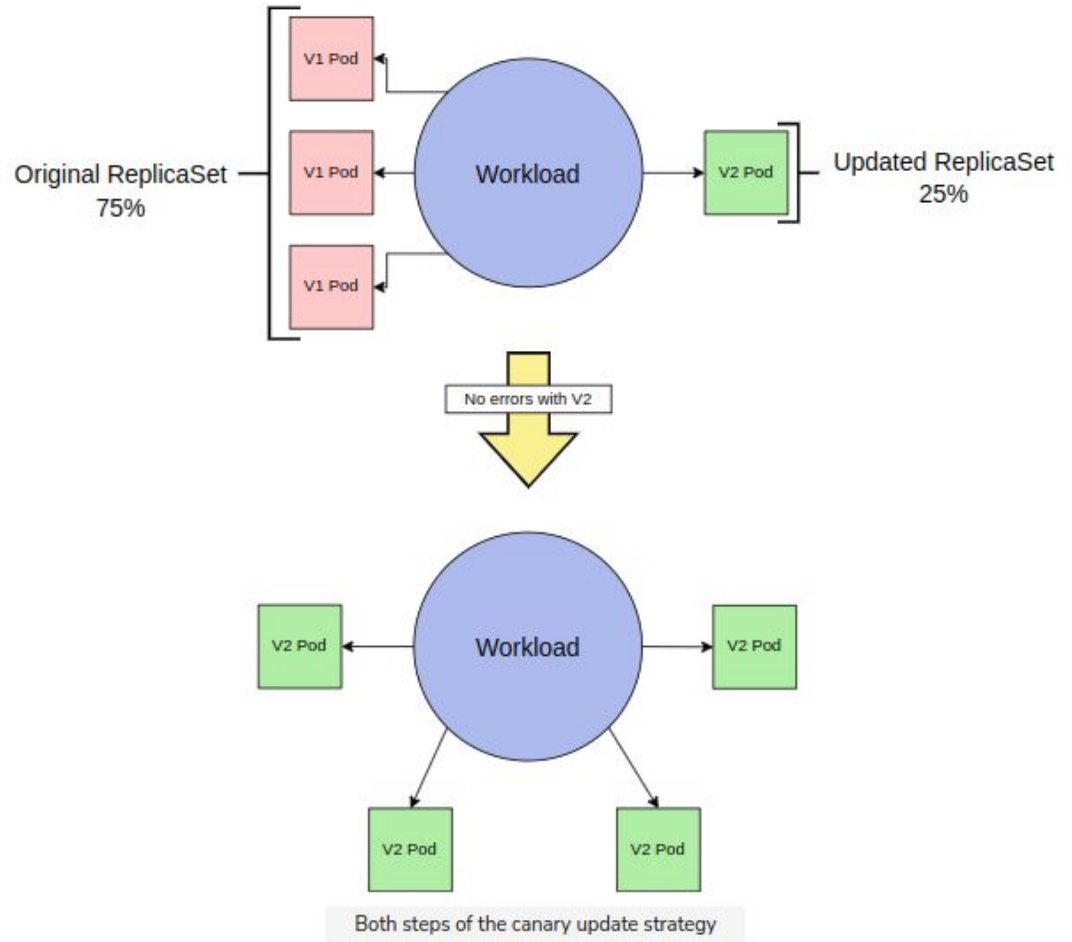 V1 Pod
Original ReplicaSet
75%
V1 Pod
V1 Pod
Workload
V2 Pod
Updated ReplicaSet
25%
No errors with V2
Workload
V2 Pod
V2 Pod
V2 Pod
V2 Pod
Both steps of the canary update strategy